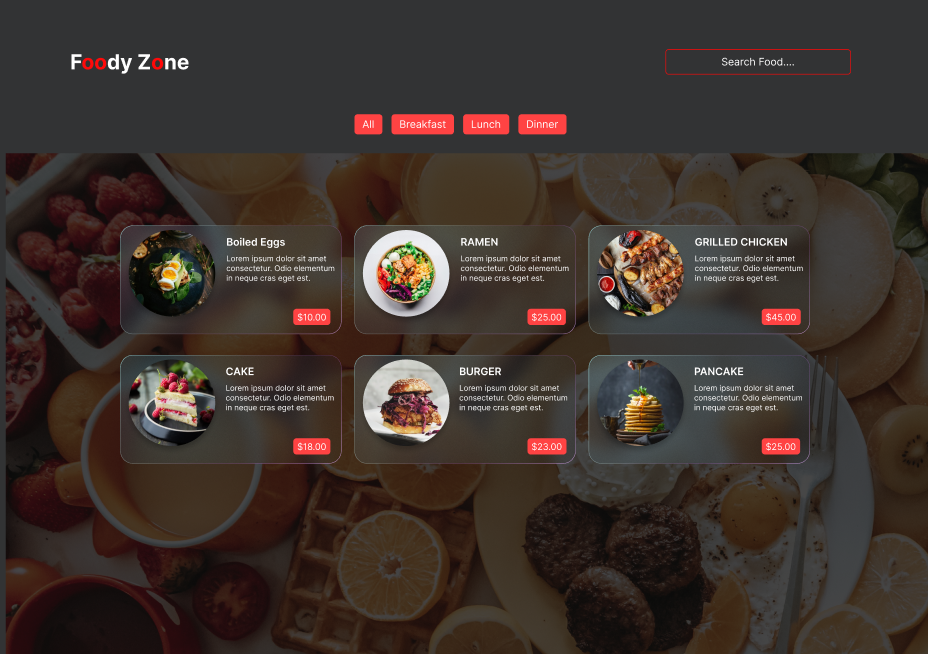 Foody Zone
Search Food....
All
Breakfast
Lunch
Dinner
Boiled Eggs
Lorem ipsum dolor sit amet
consectetur. Odio elementum
in neque cras eget est.
$10.00
RAMEN
Lorem ipsum dolor sit amet
consectetur. Odio elementum
in neque cras eget est.
$25.00
GRILLED CHICKEN
Lorem ipsum dolor sit amet
consectetur. Odio elementum
in neque cras eget est.
$45.00
CAKE
Lorem ipsum dolor sit amet
consectetur. Odio elementum
in neque cras eget est.
$18.00
BURGER
Lorem ipsum dolor sit amet
consectetur. Odio elementum
in neque cras eget est.
$23.00
PANCAKE
Lorem ipsum dolor sit amet
consectetur. Odio elementum
in neque cras eget est.
$25.00